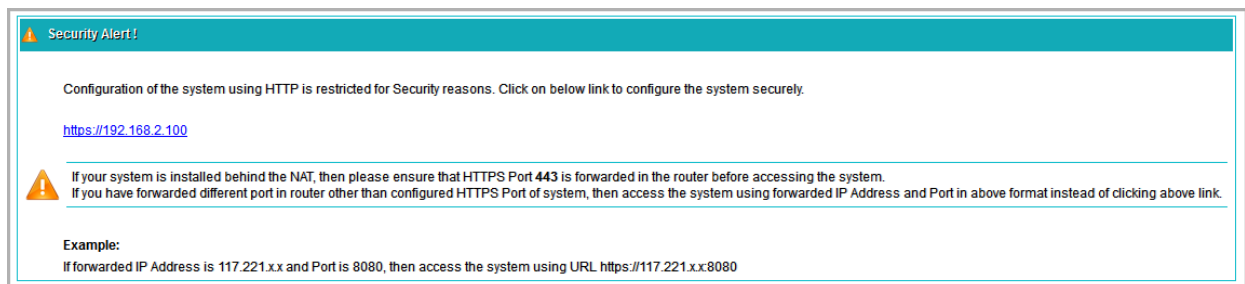 Security Alert !
Configuration of the system using HTTP is restricted for Security reasons. Click on below link to configure the system securely.
https://192.168.2.100
If your system is installed behind the NAT, then please ensure that HTTPS Port 443 is forwarded in the router before accessing the system.
If you have forwarded different port in router other than configured HTTPS Port of system, then access the system using forwarded IP Address and Port in above format instead of clicking above link.
Example:
If forwarded IP Address is 117.221.x.x and Port is 8080, then access the system using URL https://117.221.x.x:8080